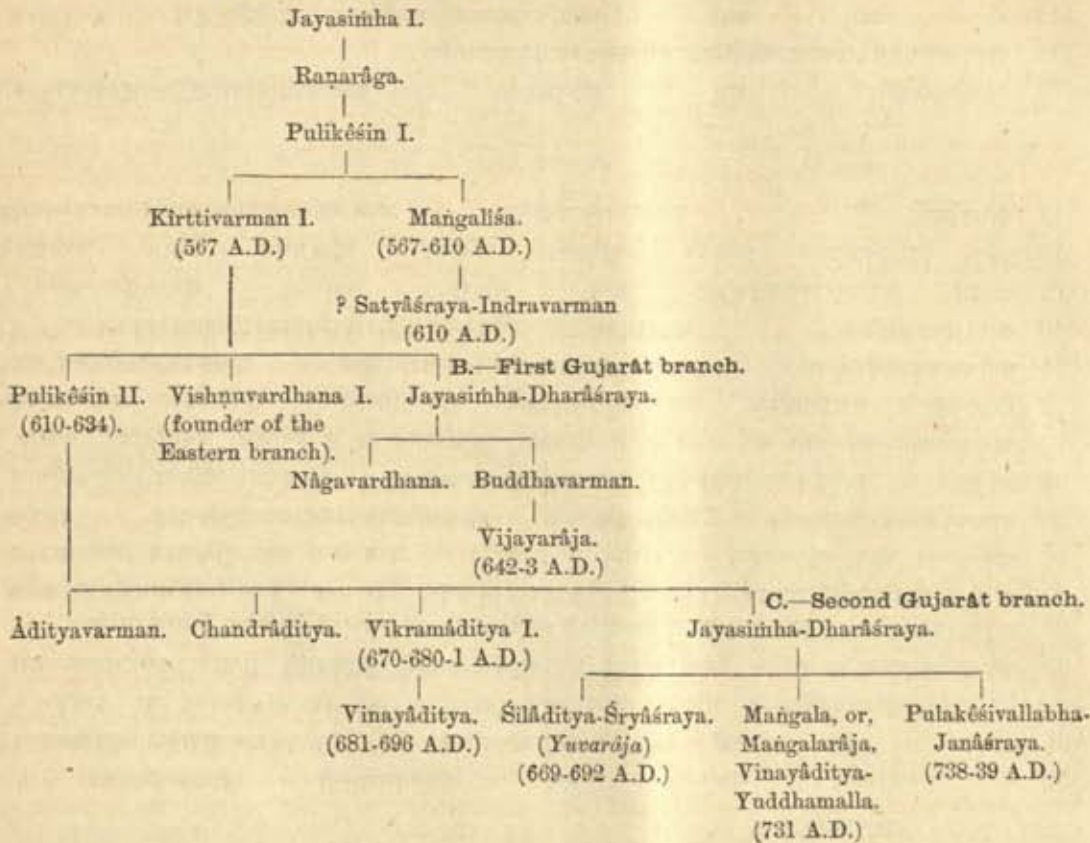 Jayasiṁha I.
Raṇarâga.
Pulikêśin I.
Kîrttivarman I. Maṅgalîśa.
(567 A.D.) (567-610 A.D.)
? Satyâśraya-Indravarman
(610 A.D.)
B.—First Gujarât branch.
Pulikêśin II. Vishṇuvardhana I. Jayasiṁha-Dharâśraya.
(610-634). (founder of the
Eastern branch).
Nâgavardhana. Buddhavarman.
Vijayarâja.
(642-3 A.D.)
C.—Second Gujarât branch.
Âdityavarman. Chandrâditya. Vikramâditya I. Jayasiṁha-Dharâśraya.
(670-680-1 A.D.)
Vinayâditya. Śilâditya-Śryâśraya. Maṅgala, or, Pulakêśivallabha-
(681-696 A.D.) (Yuvarâja) Maṅgalarâja, Janâśraya.
(669-692 A.D.) Vinayâditya- (738-39 A.D.)
Yuddhamalla.
(731 A.D.)